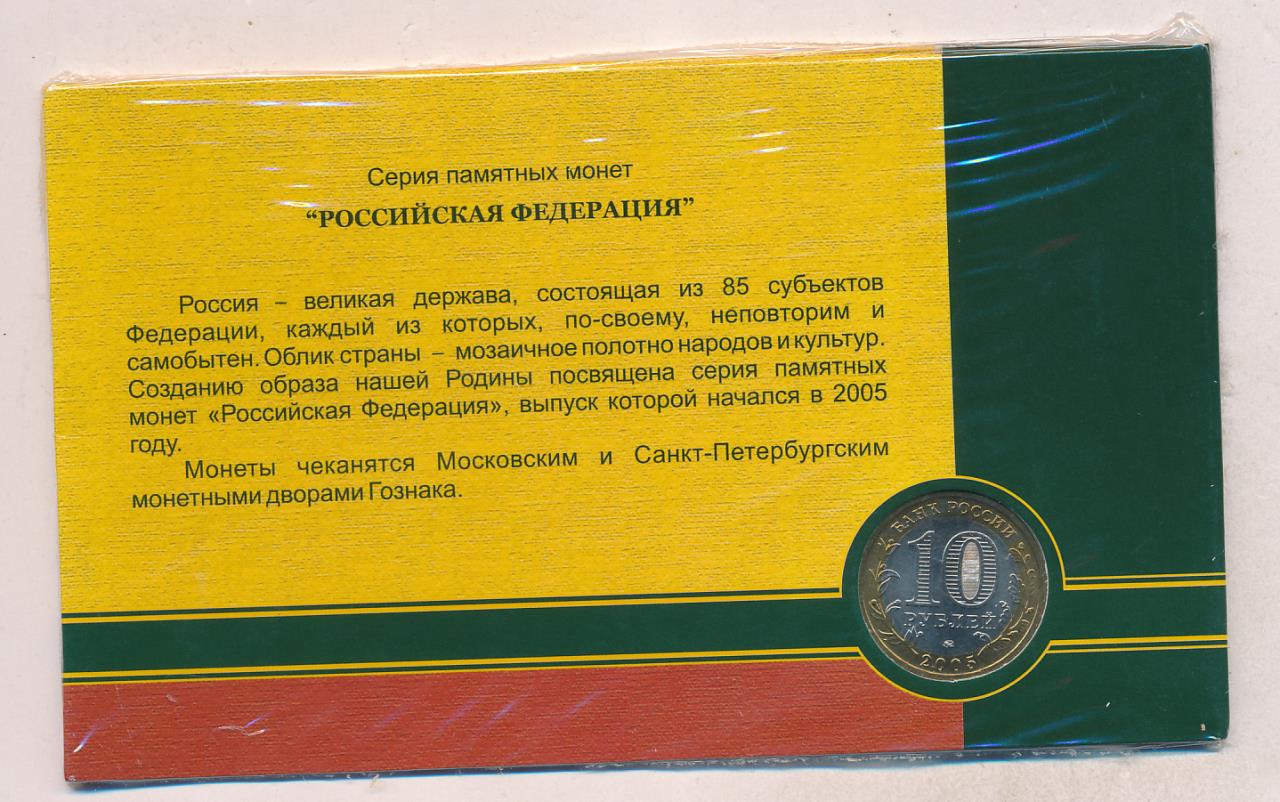 Серия памятных монет
“РОССИЙСКАЯ ФЕДЕРАЦИЯ”
Россия – великая держава, состоящая из 85 субъектов
Федерации, каждый из которых, по-своему, неповторим и
самобытен. Облик страны – мозаичное полотно народов и культур.
Созданию образа нашей Родины посвящена серия памятных
монет «Российская Федерация», выпуск которой начался в 2005
году.
Монеты чеканятся Московским и Санкт-Петербургским
монетными дворами Гознака.
БАНК РОССИИ
10
РУБЛЕЙ
2005